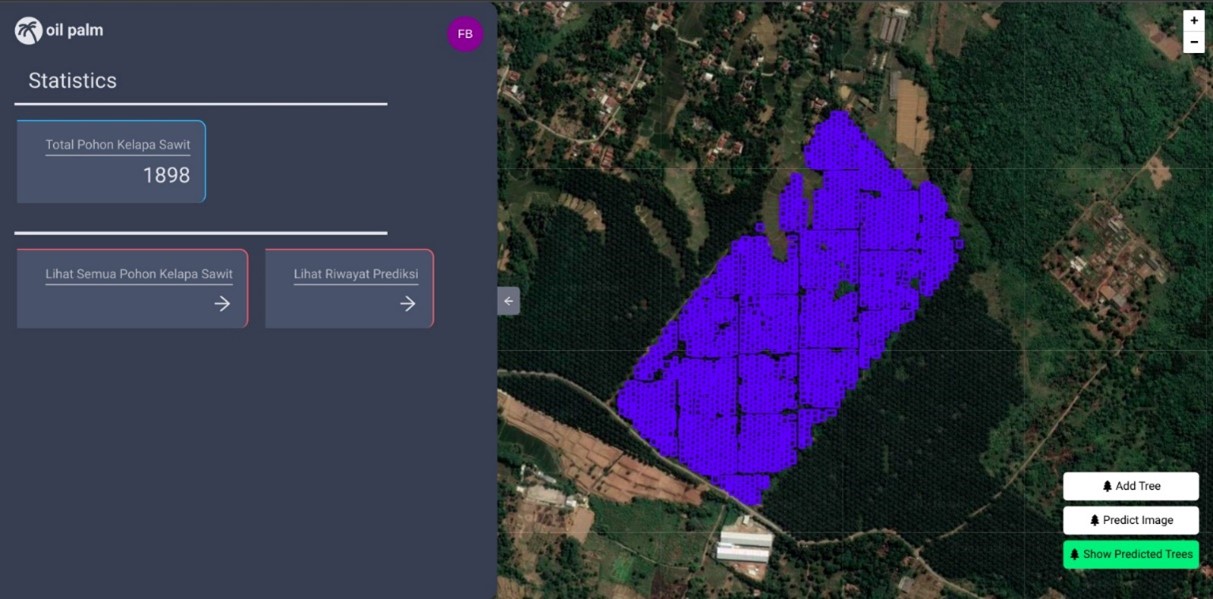 oil palm
FB
Statistics
Total Pohon Kelapa Sawit
1898
Lihat Semua Pohon Kelapa Sawit
Lihat Riwayat Prediksi
+
-
Add Tree
Predict Image
Show Predicted Trees